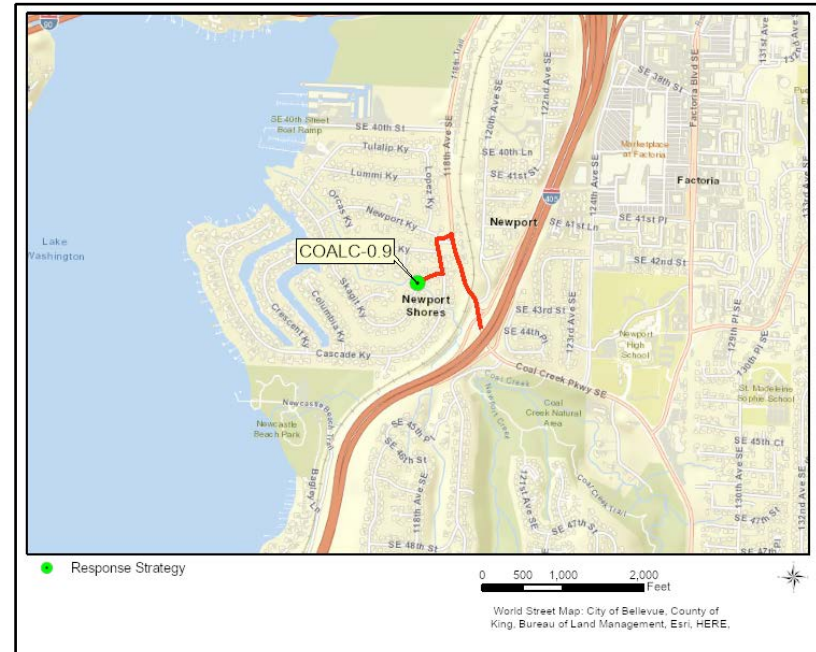 90
118th Trail
118th Ave SE
120th Ave SE
122nd Ave SE
SE 38th St
Factoria Blvd SE
131st Av
132nd A
SE 40th Street
Boat Ramp
SE 40th St
Tulalip Ky
Lummi Ky
Lopez Ky
SE 40th Ln
SE 41st St
124th Ave SE
Marketplace
at Factoria
Factoria
405
Orcas Ky
Newport Ky
Ky
Newport
SE 41st Ln
SE 41st Pl
SE 42nd St
133rd
Lake
Washington
COALC-0.9
Newport
Shores
Skagit Ky
Columbia Ky
Crescent Ky
Cascade Ky
SE 43rd St
SE 44th Pl
123rd Ave SE
Newport
High
School
129th Pl SE
130th Pl SE
St. Madeleine
Sophie School
Coal Creek Pkwy SE
Coal Creek
Newport Creek
Coal
Creek Natural
Area
Newcastle
Beach Park
Newcastle
Beach Trail
Bagley Ln
SE 45th P
SE 46th St
118th Ave SE
SE 48th St
121st Ave SE
SE 47th St
Coal Creek Trail
SE 45th Ct
130th Ave SE
SE 47th St
SE 47th Pl
132nd Ave SE
Response Strategy
0 500 1,000 2,000
Feet
World Street Map: City of Bellevue, County of
King, Bureau of Land Management, Esri, HERE,